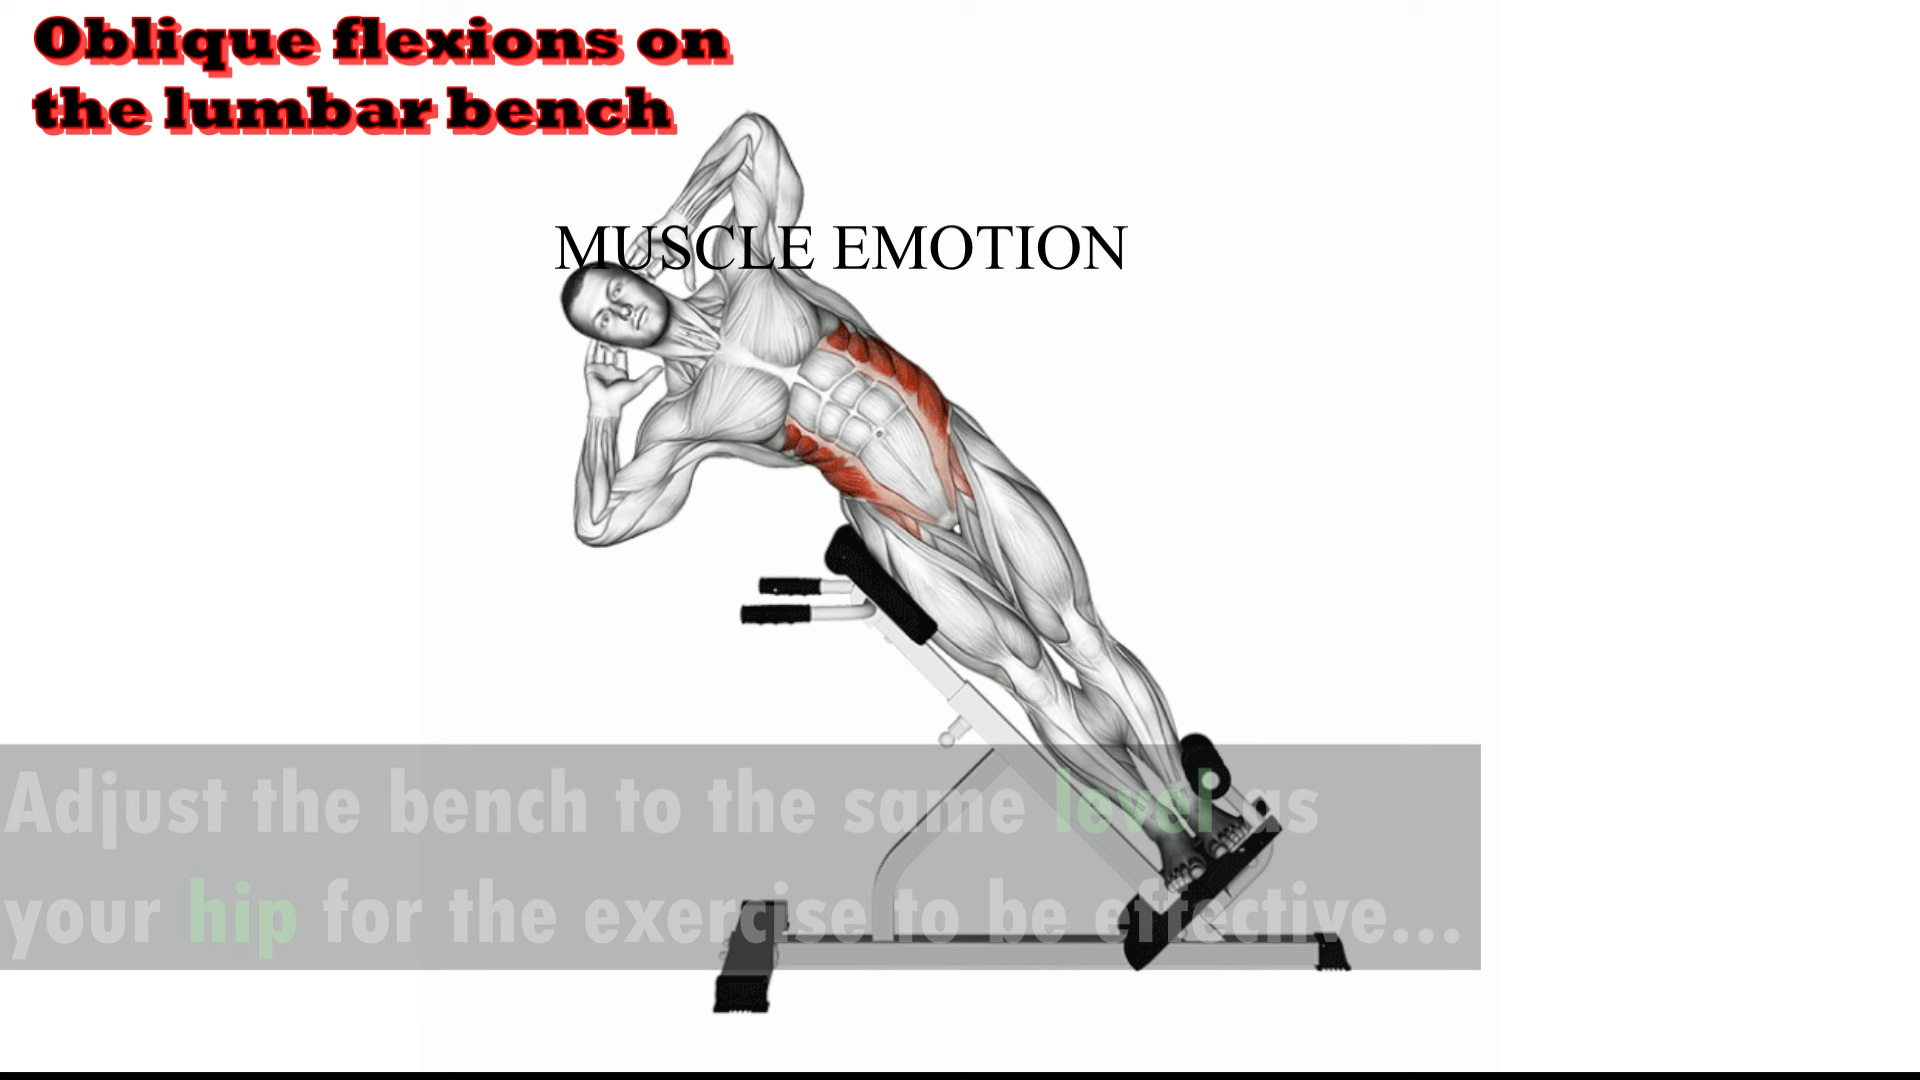 Oblique flexions on
the lumbar bench
MUSCLE EMOTION
Adjust the bench to the same level as
your hip for the exercise to be effective...